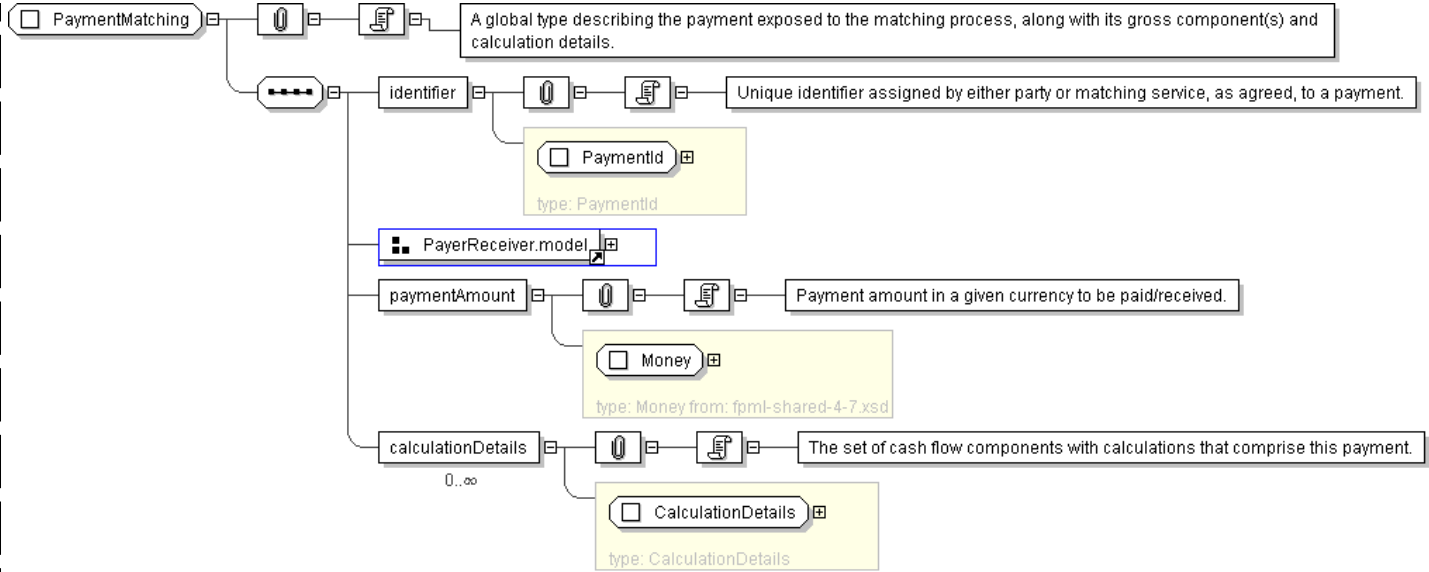 PaymentMatching
A global type describing the payment exposed to the matching process, along with its gross component(s) and
calculation details.
identifier
Unique identifier assigned by either party or matching service, as agreed, to a payment.
PaymentId
type: PaymentId
PayerReceiver.model
paymentAmount
Payment amount in a given currency to be paid/received.
Money
type: Money from: fpml-shared-4-7.xsd
calculationDetails
The set of cash flow components with calculations that comprise this payment.
0..∞
CalculationDetails
type: CalculationDetails